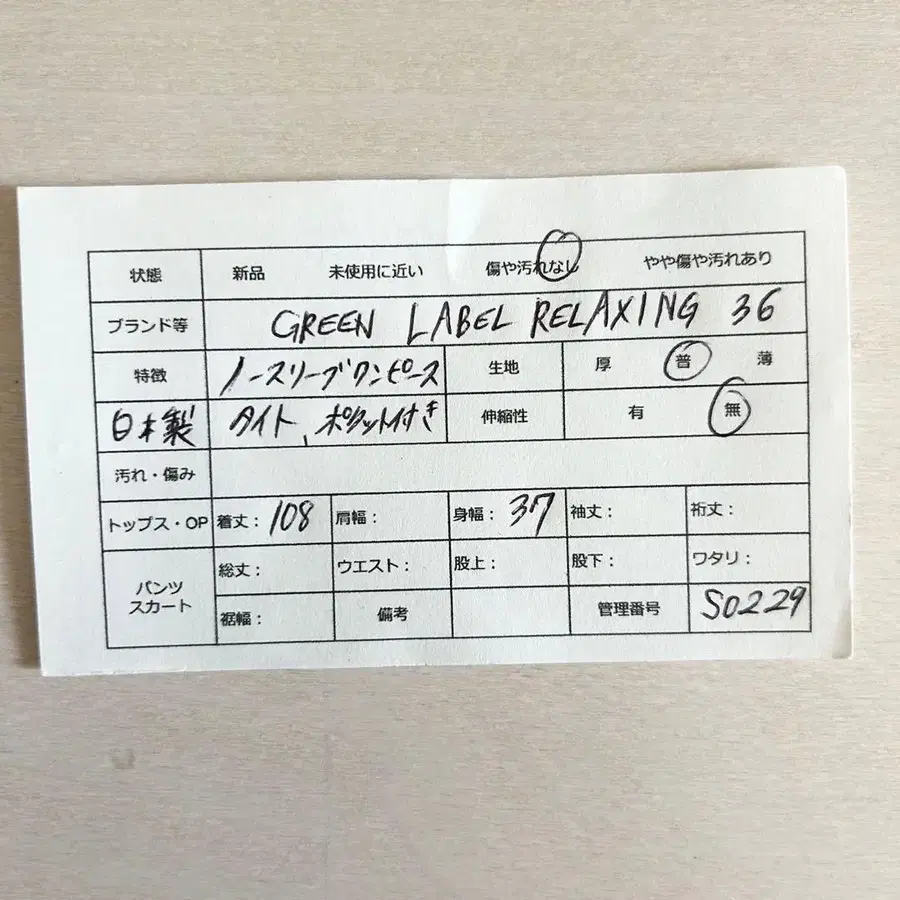 状態 新品 未使用に近い 傷や汚れなし やや傷や汚れあり
ブランド等 GREEN LABEL RELAXING 36
特徴 ノースリーブワンピース 生地 厚 普 薄
日本製 タイト、ポケット付き 伸縮性 有 無
汚れ・傷み
トップス・OP 着丈: 108 肩幅: 身幅: 37 袖丈: 裄丈:
パンツ スカート 総丈: ウエスト: 股上: 股下: ワタリ:
裾幅: 備考 管理番号 S0229